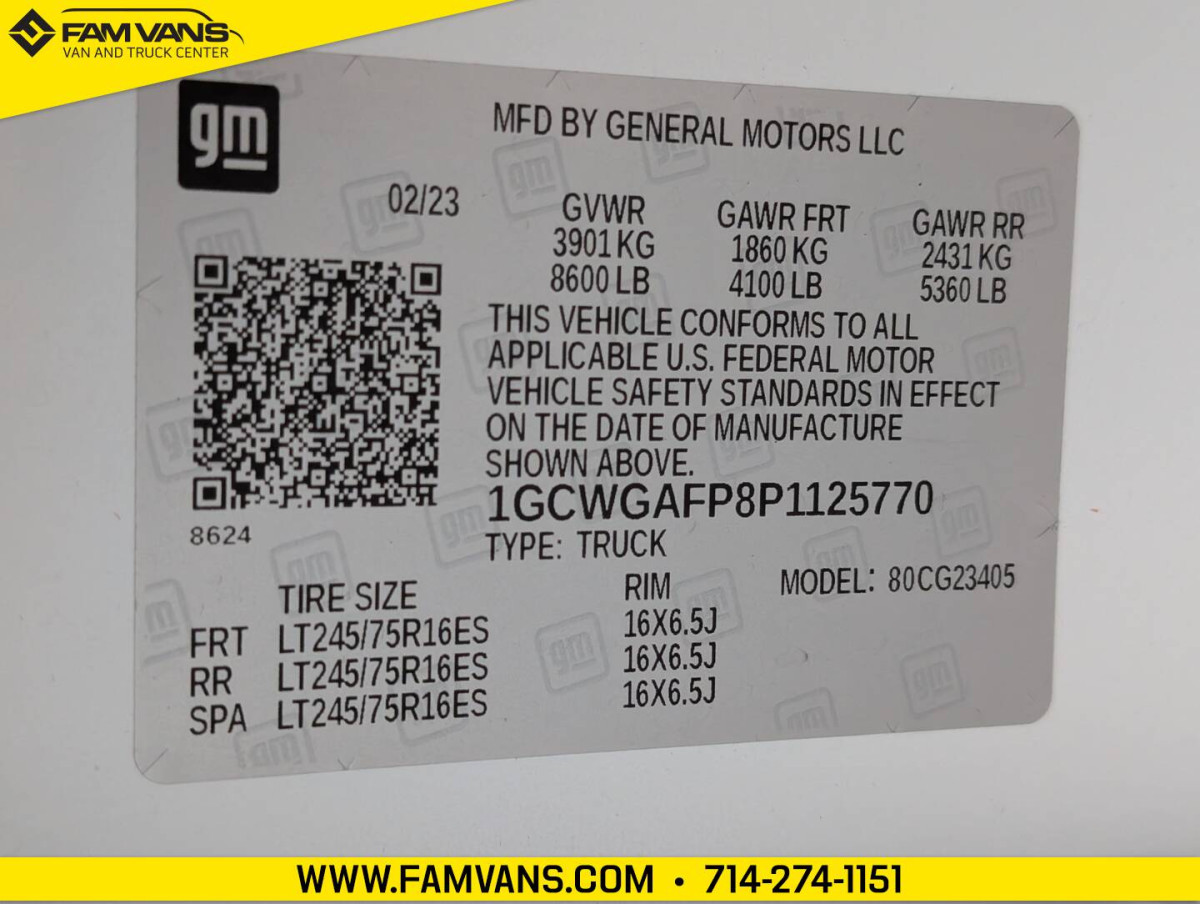 FAM VANS
VAN AND TRUCK CENTER
gm
MFD BY GENERAL MOTORS LLC
02/23
GVWR GAWR FRT GAWR RR
3901 KG 1860 KG 2431 KG
8600 LB 4100 LB 5360 LB
THIS VEHICLE CONFORMS TO ALL
APPLICABLE U.S. FEDERAL MOTOR
VEHICLE SAFETY STANDARDS IN EFFECT
ON THE DATE OF MANUFACTURE
SHOWN ABOVE.
1GCWGAFP8P1125770
8624
TYPE: TRUCK
TIRE SIZE RIM MODEL: 80CG23405
FRT LT245/75R16ES 16X6.5J
RR LT245/75R16ES 16X6.5J
SPA LT245/75R16ES 16X6.5J
WWW.FAMVANS.COM • 714-274-1151